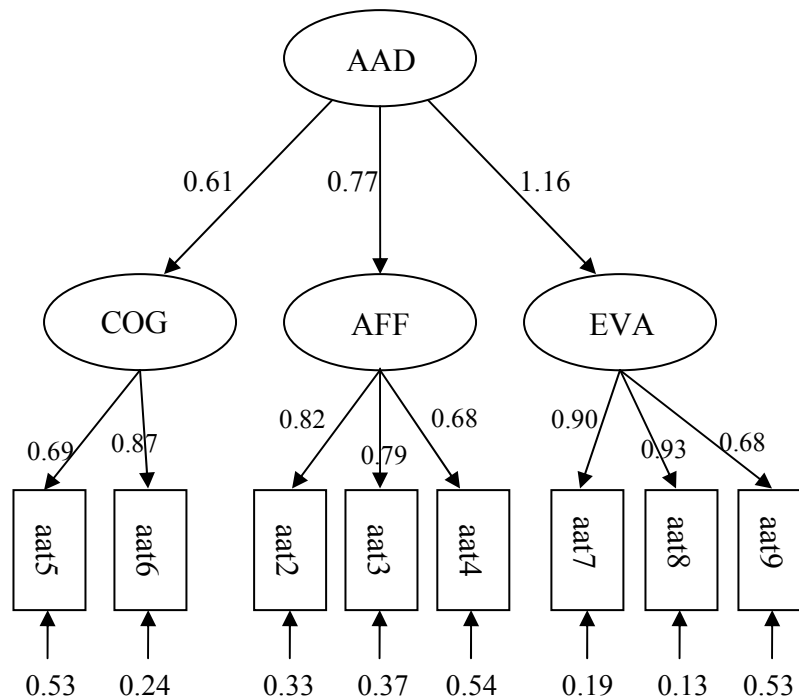 AAD
0.61 0.77 1.16
COG AFF EVA
0.69 0.87 0.82 0.79 0.68 0.90 0.93 0.68
aat5 aat6 aat2 aat3 aat4 aat7 aat8 aat9
0.53 0.24 0.33 0.37 0.54 0.19 0.13 0.53